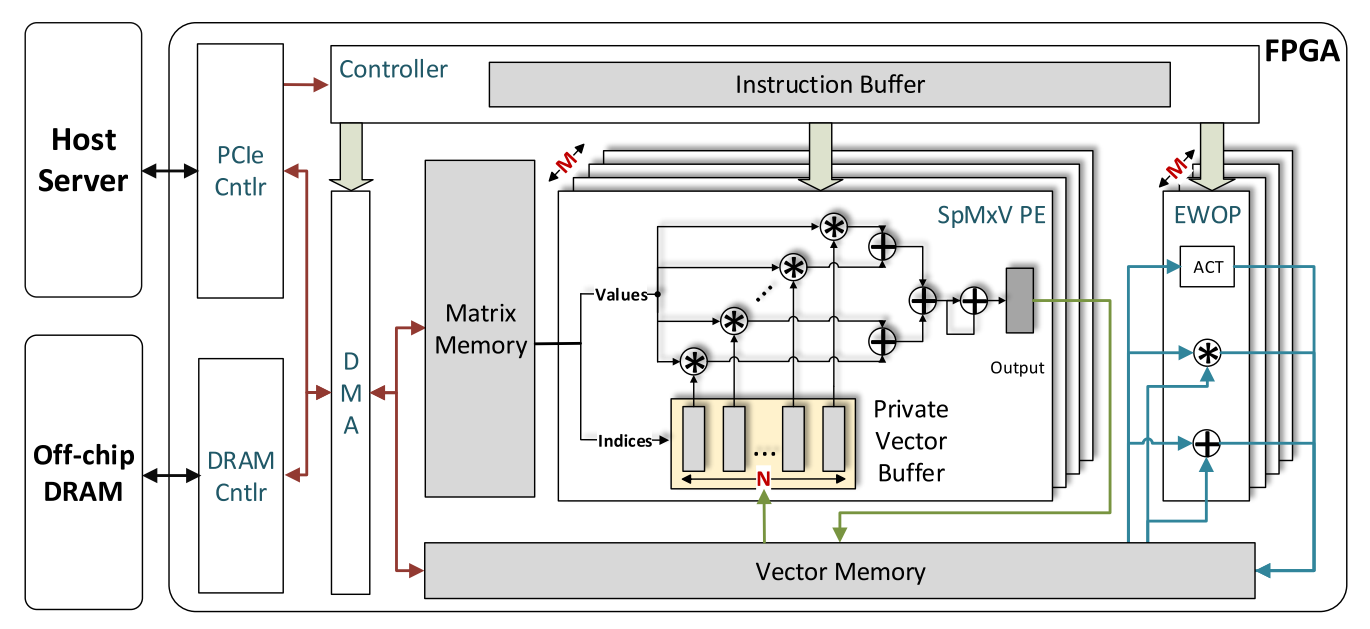 FPGA
Controller
Instruction Buffer
Host
Server
PCIe
Cntlr
M
M
SpMxV PE
EWOP
ACT
Values
Matrix
Memory
D
M
A
Output
Private
Vector
Buffer
Indices
...
N
Off-chip
DRAM
DRAM
Cntlr
Vector Memory